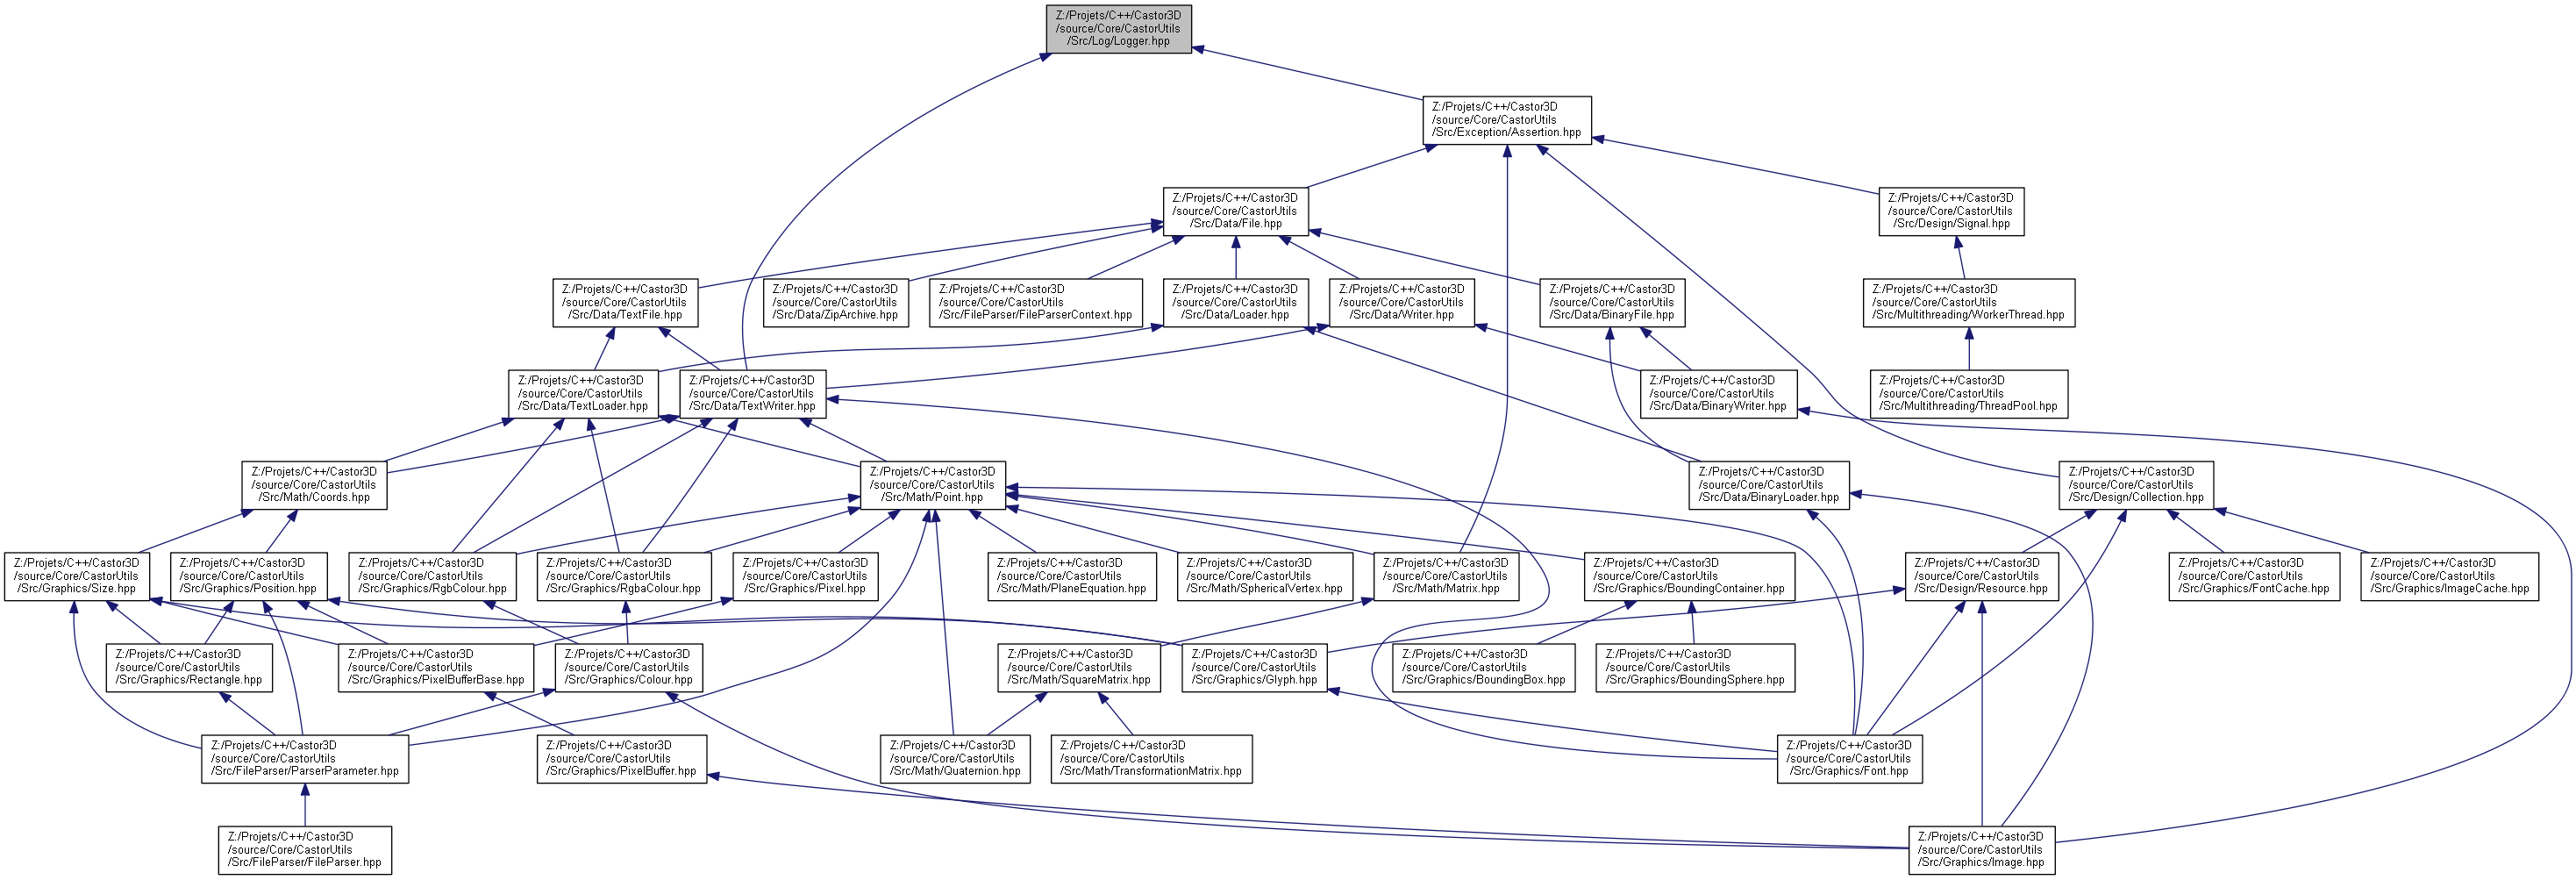 Z:/Projets/C++/Castor3D
/source/Core/CastorUtils
/Src/Log/Logger.hpp
Z:/Projets/C++/Castor3D
/source/Core/CastorUtils
/Src/Exception/Assertion.hpp
Z:/Projets/C++/Castor3D
/source/Core/CastorUtils
/Src/Data/File.hpp
Z:/Projets/C++/Castor3D
/source/Core/CastorUtils
/Src/Design/Signal.hpp
Z:/Projets/C++/Castor3D
/source/Core/CastorUtils
/Src/Data/TextFile.hpp
Z:/Projets/C++/Castor3D
/source/Core/CastorUtils
/Src/Data/ZipArchive.hpp
Z:/Projets/C++/Castor3D
/source/Core/CastorUtils
/Src/FileParser/FileParserContext.hpp
Z:/Projets/C++/Castor3D
/source/Core/CastorUtils
/Src/Data/Loader.hpp
Z:/Projets/C++/Castor3D
/source/Core/CastorUtils
/Src/Data/Writer.hpp
Z:/Projets/C++/Castor3D
/source/Core/CastorUtils
/Src/Data/BinaryFile.hpp
Z:/Projets/C++/Castor3D
/source/Core/CastorUtils
/Src/Multithreading/WorkerThread.hpp
Z:/Projets/C++/Castor3D
/source/Core/CastorUtils
/Src/Data/TextLoader.hpp
Z:/Projets/C++/Castor3D
/source/Core/CastorUtils
/Src/Data/TextWriter.hpp
Z:/Projets/C++/Castor3D
/source/Core/CastorUtils
/Src/Data/BinaryWriter.hpp
Z:/Projets/C++/Castor3D
/source/Core/CastorUtils
/Src/Multithreading/ThreadPool.hpp
Z:/Projets/C++/Castor3D
/source/Core/CastorUtils
/Src/Math/Coords.hpp
Z:/Projets/C++/Castor3D
/source/Core/CastorUtils
/Src/Math/Point.hpp
Z:/Projets/C++/Castor3D
/source/Core/CastorUtils
/Src/Data/BinaryLoader.hpp
Z:/Projets/C++/Castor3D
/source/Core/CastorUtils
/Src/Design/Collection.hpp
Z:/Projets/C++/Castor3D
/source/Core/CastorUtils
/Src/Graphics/Size.hpp
Z:/Projets/C++/Castor3D
/source/Core/CastorUtils
/Src/Graphics/Position.hpp
Z:/Projets/C++/Castor3D
/source/Core/CastorUtils
/Src/Graphics/RgbColour.hpp
Z:/Projets/C++/Castor3D
/source/Core/CastorUtils
/Src/Graphics/RgbaColour.hpp
Z:/Projets/C++/Castor3D
/source/Core/CastorUtils
/Src/Graphics/Pixel.hpp
Z:/Projets/C++/Castor3D
/source/Core/CastorUtils
/Src/Math/PlaneEquation.hpp
Z:/Projets/C++/Castor3D
/source/Core/CastorUtils
/Src/Math/SphericalVertex.hpp
Z:/Projets/C++/Castor3D
/source/Core/CastorUtils
/Src/Math/Matrix.hpp
Z:/Projets/C++/Castor3D
/source/Core/CastorUtils
/Src/Graphics/BoundingContainer.hpp
Z:/Projets/C++/Castor3D
/source/Core/CastorUtils
/Src/Design/Resource.hpp
Z:/Projets/C++/Castor3D
/source/Core/CastorUtils
/Src/Graphics/FontCache.hpp
Z:/Projets/C++/Castor3D
/source/Core/CastorUtils
/Src/Graphics/ImageCache.hpp
Z:/Projets/C++/Castor3D
/source/Core/CastorUtils
/Src/Graphics/Rectangle.hpp
Z:/Projets/C++/Castor3D
/source/Core/CastorUtils
/Src/Graphics/PixelBufferBase.hpp
Z:/Projets/C++/Castor3D
/source/Core/CastorUtils
/Src/Graphics/Colour.hpp
Z:/Projets/C++/Castor3D
/source/Core/CastorUtils
/Src/Math/SquareMatrix.hpp
Z:/Projets/C++/Castor3D
/source/Core/CastorUtils
/Src/Graphics/Glyph.hpp
Z:/Projets/C++/Castor3D
/source/Core/CastorUtils
/Src/Graphics/BoundingBox.hpp
Z:/Projets/C++/Castor3D
/source/Core/CastorUtils
/Src/Graphics/BoundingSphere.hpp
Z:/Projets/C++/Castor3D
/source/Core/CastorUtils
/Src/FileParser/ParserParameter.hpp
Z:/Projets/C++/Castor3D
/source/Core/CastorUtils
/Src/Graphics/PixelBuffer.hpp
Z:/Projets/C++/Castor3D
/source/Core/CastorUtils
/Src/Math/Quaternion.hpp
Z:/Projets/C++/Castor3D
/source/Core/CastorUtils
/Src/Math/TransformationMatrix.hpp
Z:/Projets/C++/Castor3D
/source/Core/CastorUtils
/Src/Graphics/Font.hpp
Z:/Projets/C++/Castor3D
/source/Core/CastorUtils
/Src/FileParser/FileParser.hpp
Z:/Projets/C++/Castor3D
/source/Core/CastorUtils
/Src/Graphics/Image.hpp